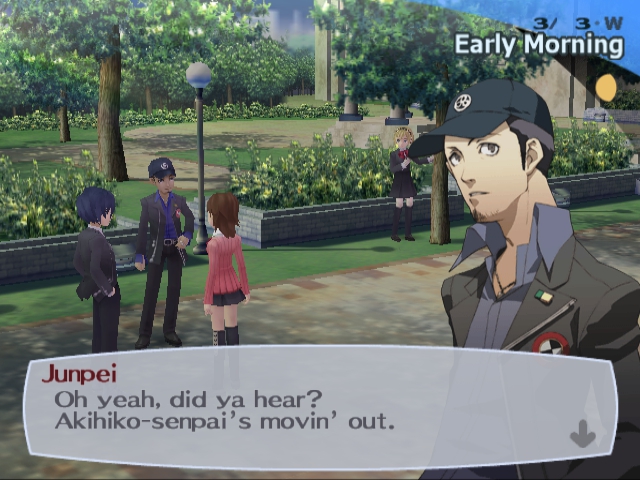 3/ 3·W
Early Morning
Junpei
Oh yeah, did ya hear?
Akihiko-senpai's movin' out.